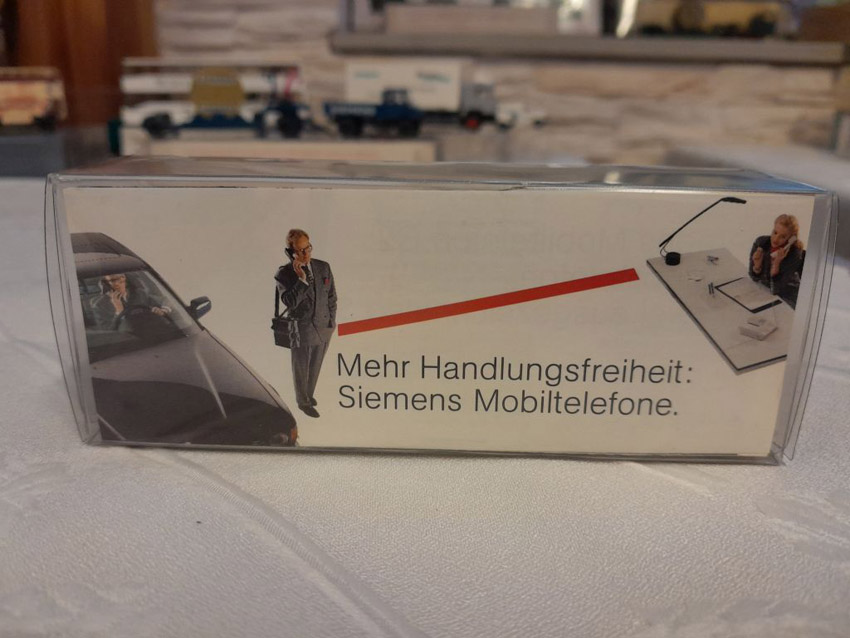 Mehr Handlungsfreiheit:
Siemens Mobiltelefone.